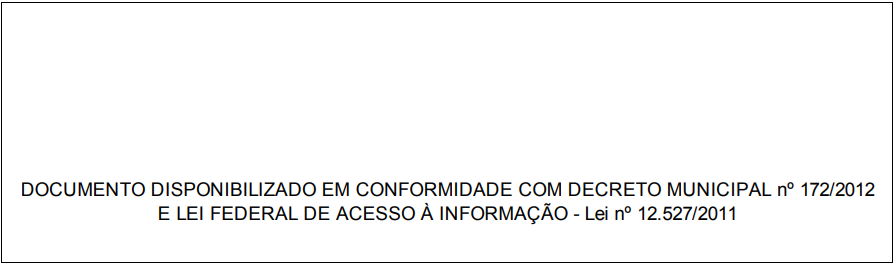 DOCUMENTO DISPONIBILIZADO EM CONFORMIDADE COM DECRETO MUNICIPAL nº 172/2012
E LEI FEDERAL DE ACESSO À INFORMAÇÃO - Lei nº 12.527/2011